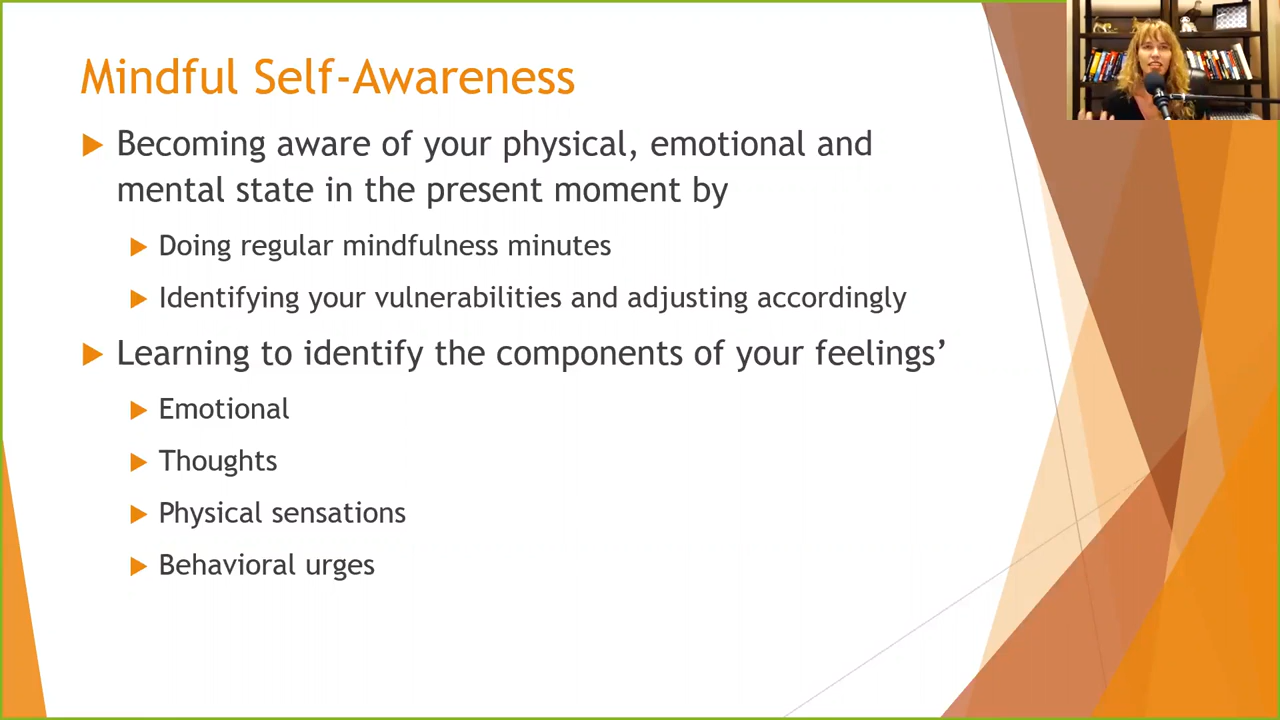 Mindful Self-Awareness
Becoming aware of your physical, emotional and
mental state in the present moment by
Doing regular mindfulness minutes
Identifying your vulnerabilities and adjusting accordingly
Learning to identify the components of your feelings’
Emotional
Thoughts
Physical sensations
Behavioral urges